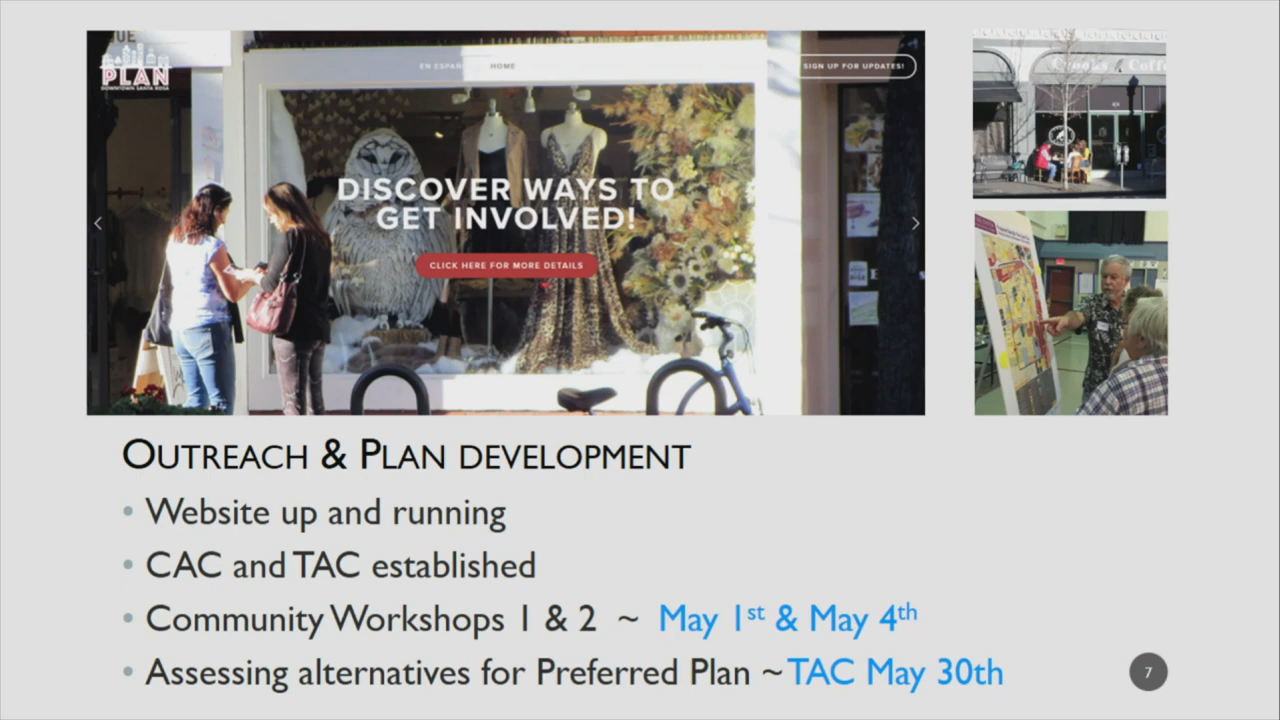 PLAN
DOWNTOWN SANTA ROSA
HOME
SIGN UP FOR UPDATES!
DISCOVER WAYS TO
GET INVOLVED!
CLICK HERE FOR MORE DETAILS
OUTREACH & PLAN DEVELOPMENT
• Website up and running
• CAC and TAC established
• Community Workshops 1 & 2 ~ May 1st & May 4th
• Assessing alternatives for Preferred Plan ~ TAC May 30th
7